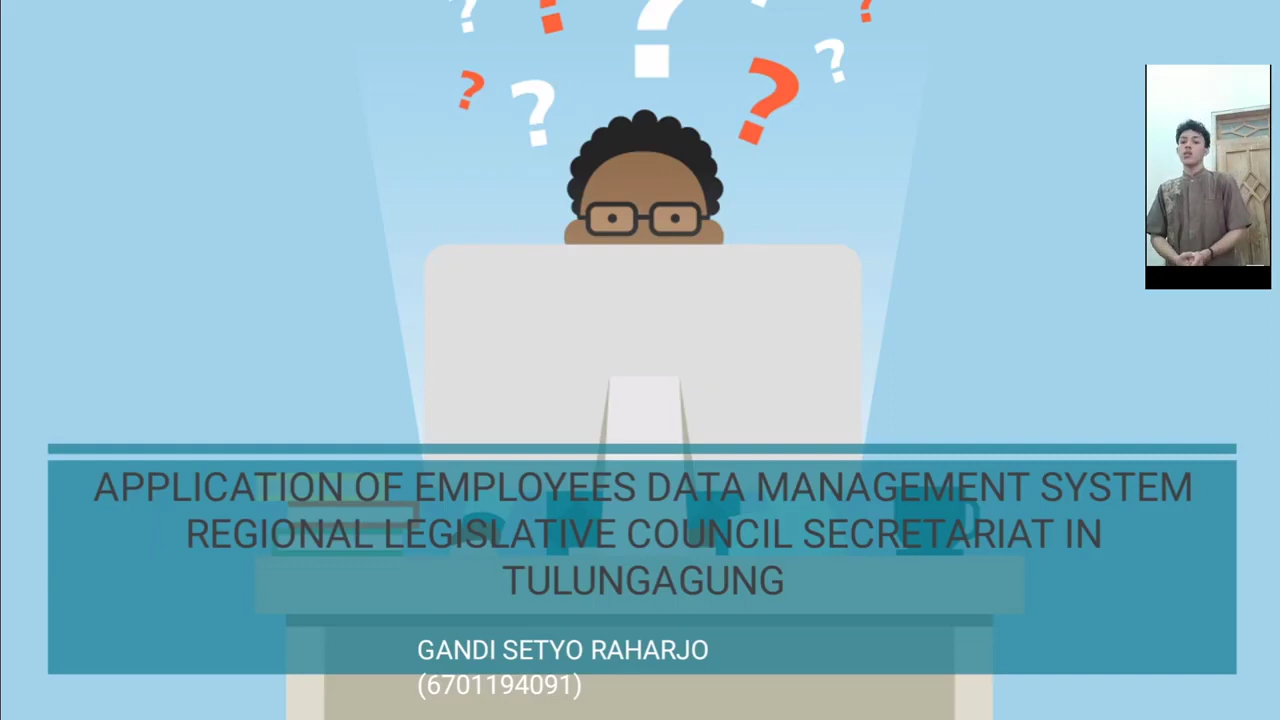 ? ? ? ? ?
? ? ? ?
APPLICATION OF EMPLOYEES DATA MANAGEMENT SYSTEM
REGIONAL LEGISLATIVE COUNCIL SECRETARIAT IN
TULUNGAGUNG
GANDI SETYO RAHARJO
(6701194091)